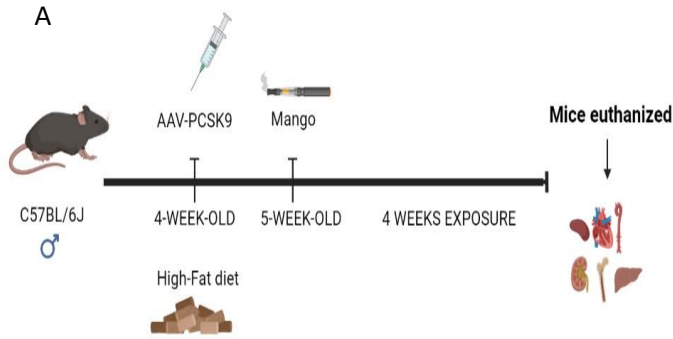 A
AAV-PCSK9
Mango
Mice euthanized
C57BL/6J
4-WEEK-OLD
5-WEEK-OLD
4 WEEKS EXPOSURE
High-Fat diet